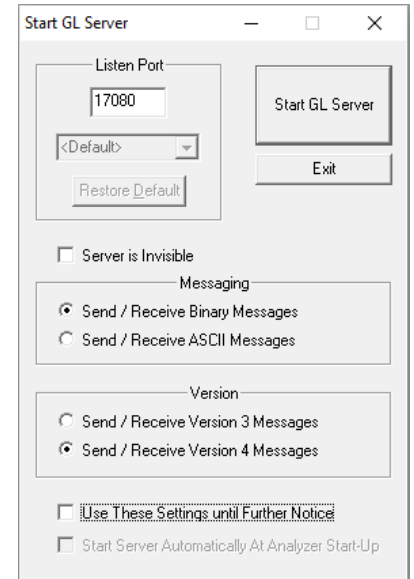 Start GL Server
Listen Port
17080
Start GL Server
<Default>
Exit
Restore Default
Server is Invisible
Messaging
Send / Receive Binary Messages
Send / Receive ASCII Messages
Version
Send / Receive Version 3 Messages
Send / Receive Version 4 Messages
Use These Settings until Further Notice
Start Server Automatically At Analyzer Start-Up